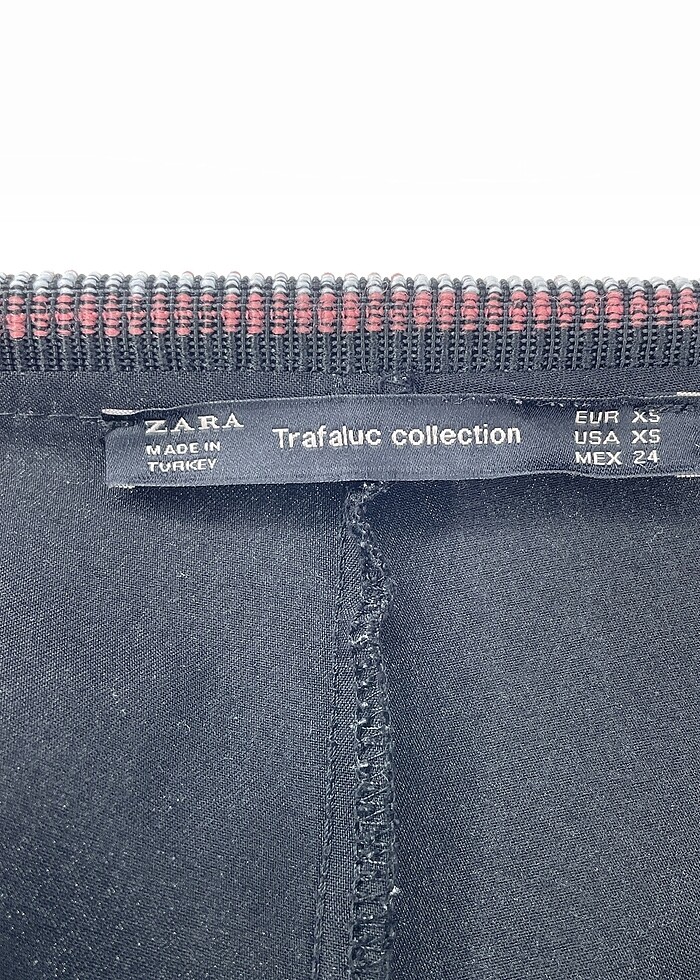 ZARA
MADE IN
TURKEY
Trafaluc collection
EUR XS
USA XS
MEX 24